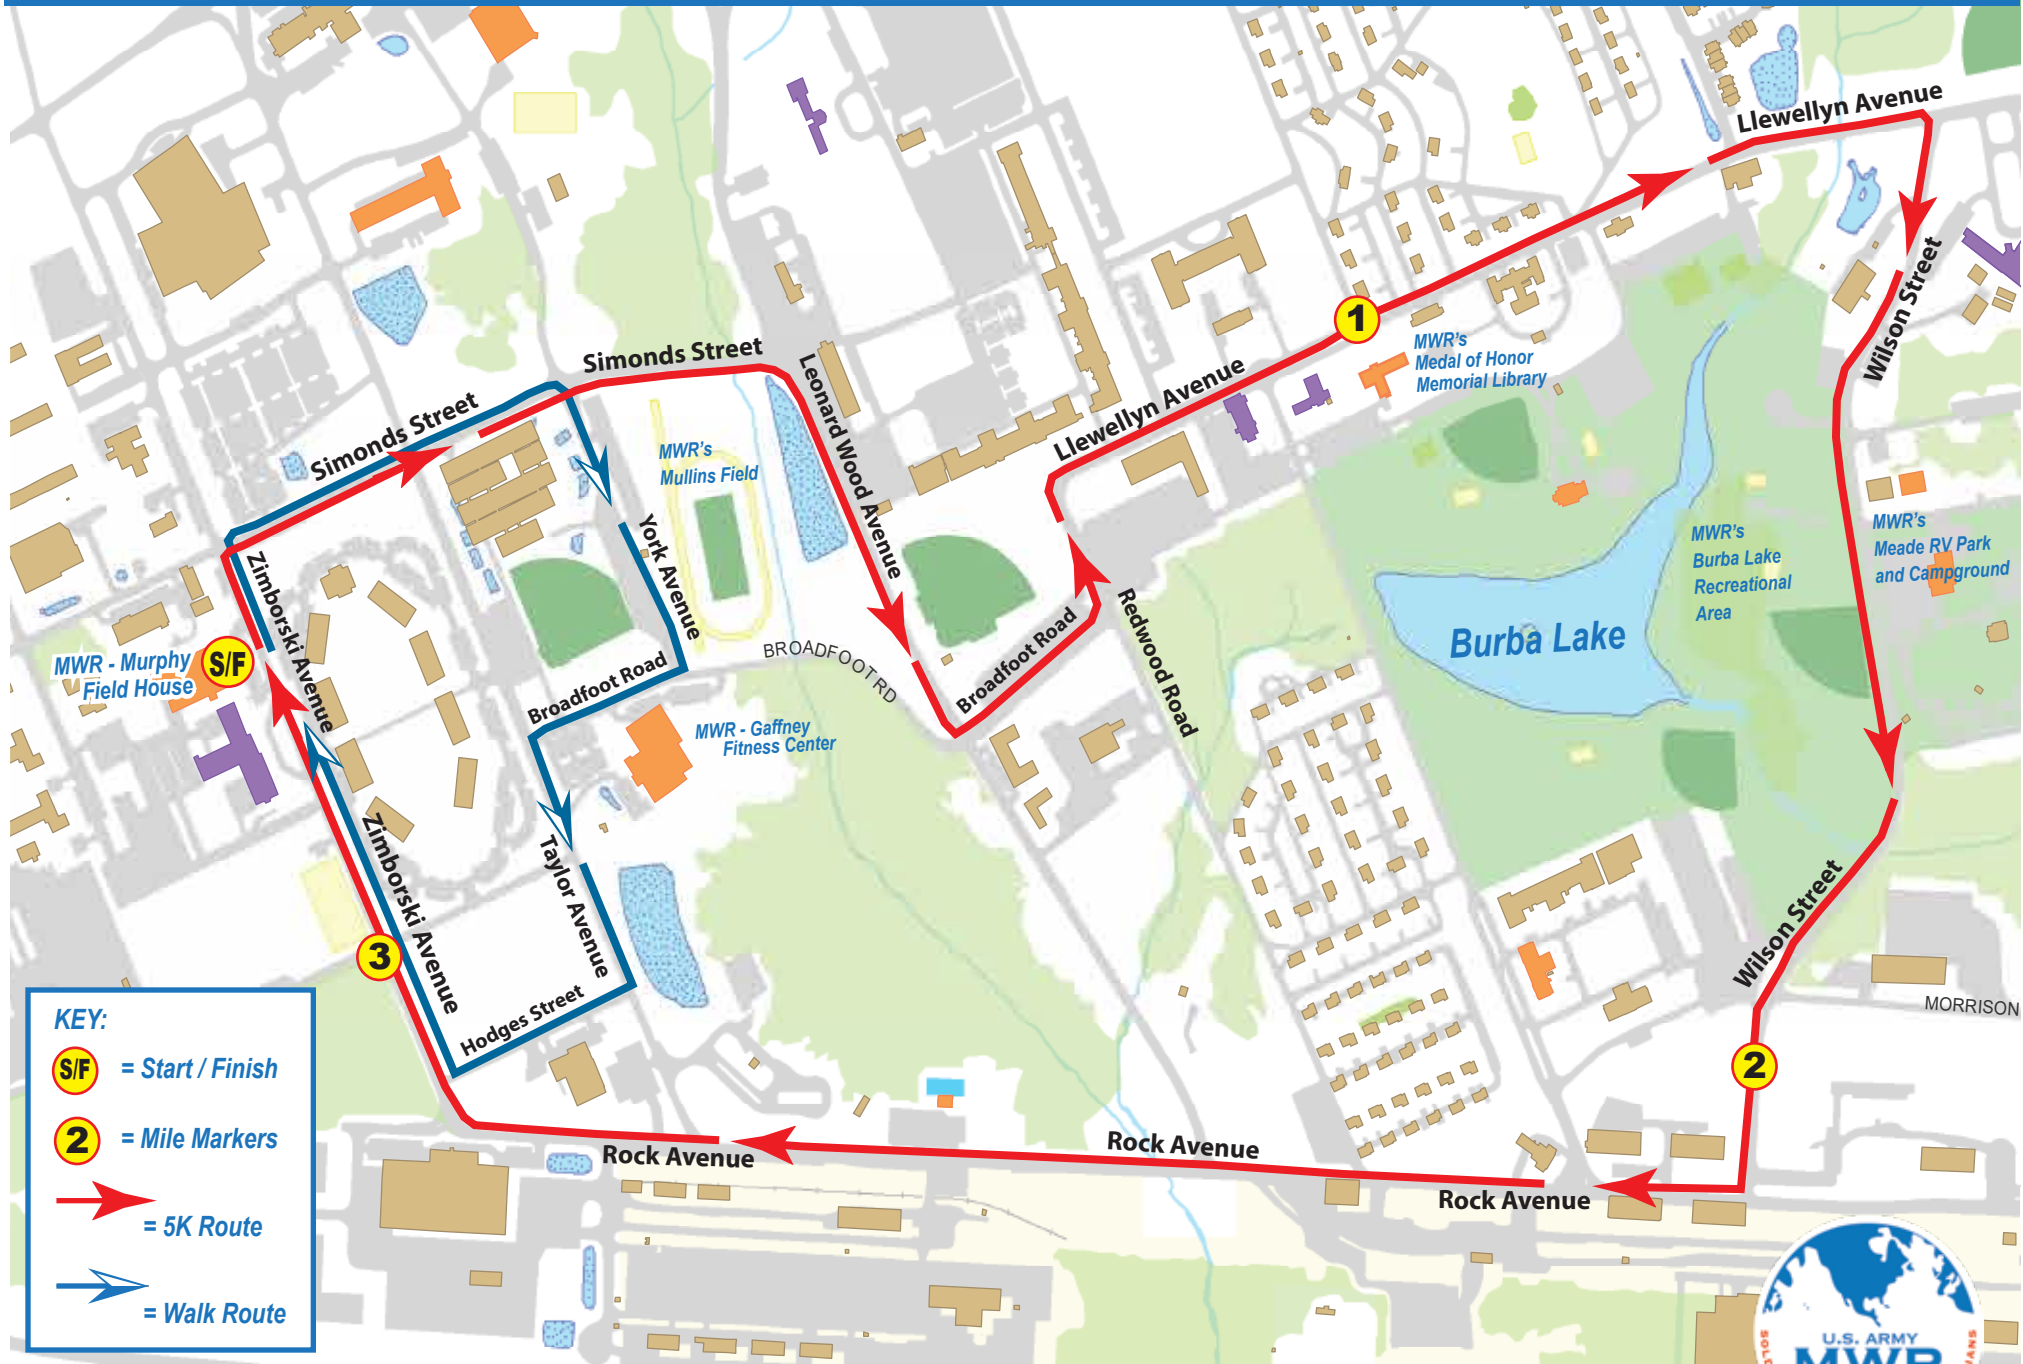 Llewellyn Avenue
Wilson Street
Wilson Street
1
MWR's
Medal of Honor
Memorial Library
Llewellyn Avenue
Simonds Street
Leonard Wood Avenue
Simonds Street
MWR's
Mullins Field
York Avenue
Zimborski Avenue
S/F
MWR - Murphy
Field House
Broadfoot Road
BROADFOOT RD
Broadfoot Road
Redwood Road
MWR - Gaffney
Fitness Center
Burba Lake
MWR's
Burba Lake
Recreational
Area
MWR's
Meade RV Park
and Campground
Zimborski Avenue
Taylor Avenue
Hodges Street
3
Wilson Street
MORRISON
2
Rock Avenue
Rock Avenue
Rock Avenue
KEY:
S/F = Start / Finish
2 = Mile Markers
= 5K Route
= Walk Route
U.S. ARMY
MWR